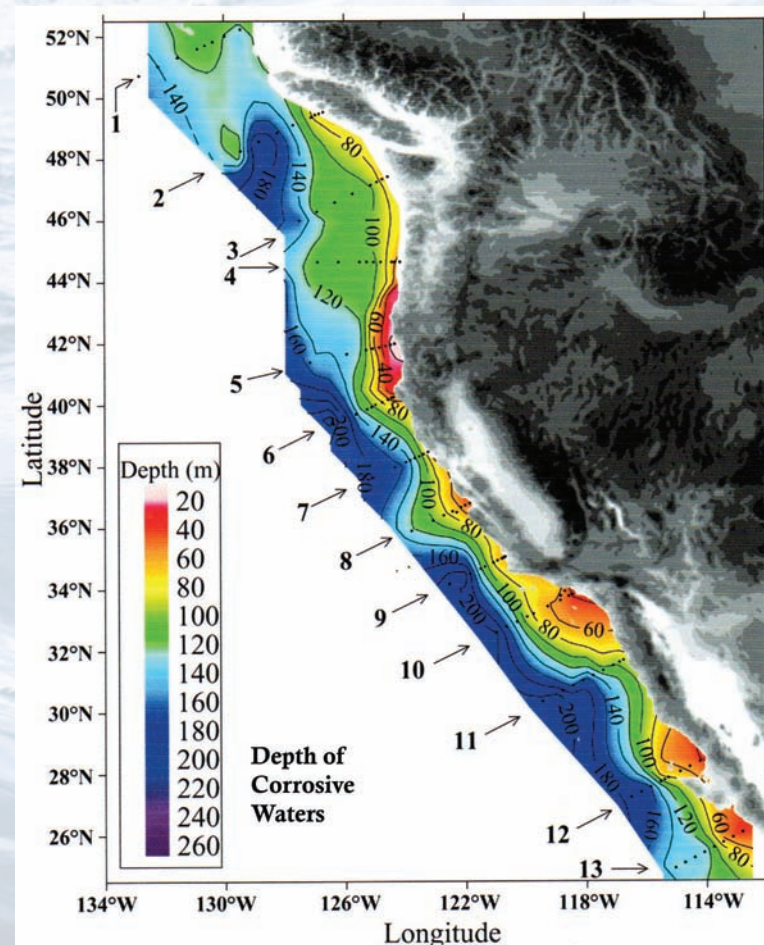 52°N
50°N
48°N
46°N
44°N
42°N
40°N
38°N
36°N
34°N
32°N
30°N
28°N
26°N
Latitude
140
1
2
180
140
80
100
3
4
120
160
60
40
5
80
200
140
6
180
7
100
80
8
160
9
200
100
80
60
10
200
140
11
100
180
12
160
120
60
80
13
Depth (m)
20
40
60
80
100
120
140
160
180
200
220
240
260
Depth of
Corrosive
Waters
134°W
130°W
126°W
122°W
118°W
114°W
Longitude